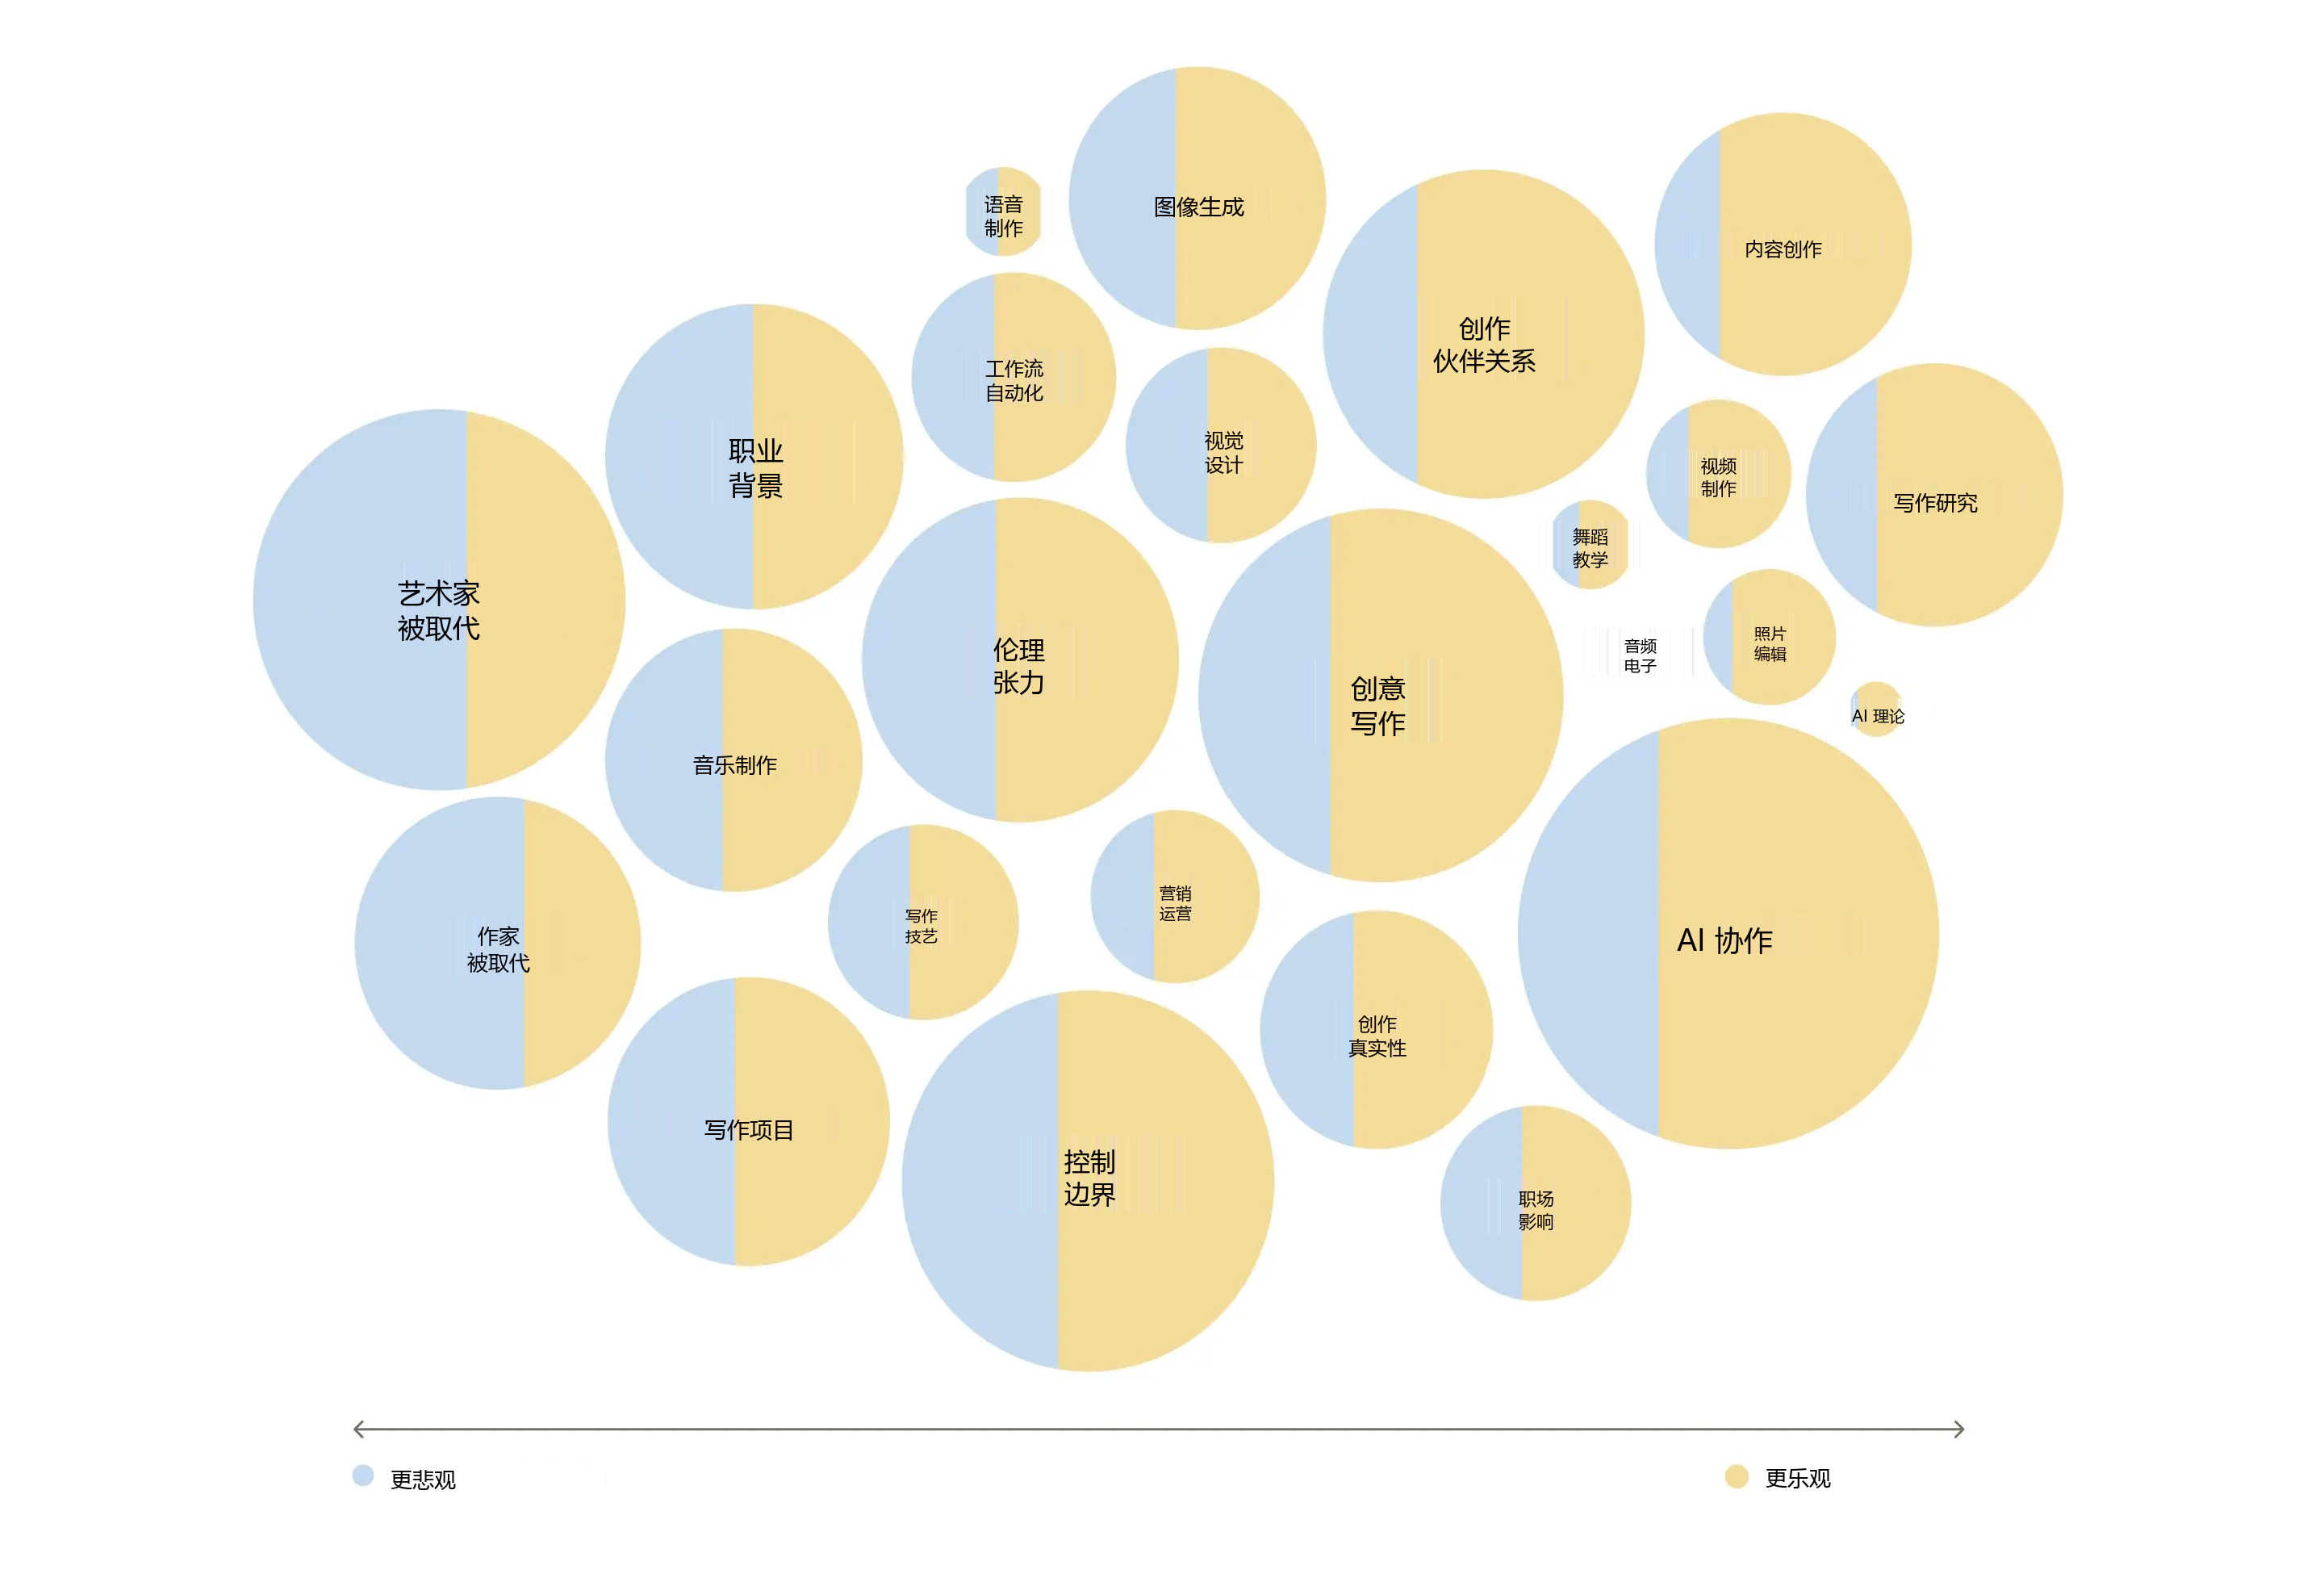 图像生成
语音
制作
内容创作
创作
伙伴关系
工作流
自动化
视觉
设计
职业
背景
视频
制作
写作研究
舞蹈
教学
艺术家
被取代
伦理
张力
音频
电子
照片
编辑
创意
写作
AI 理论
音乐制作
营销
运营
写作
技艺
作家
被取代
AI 协作
创作
真实性
写作项目
控制
边界
职场
影响
更悲观
更乐观